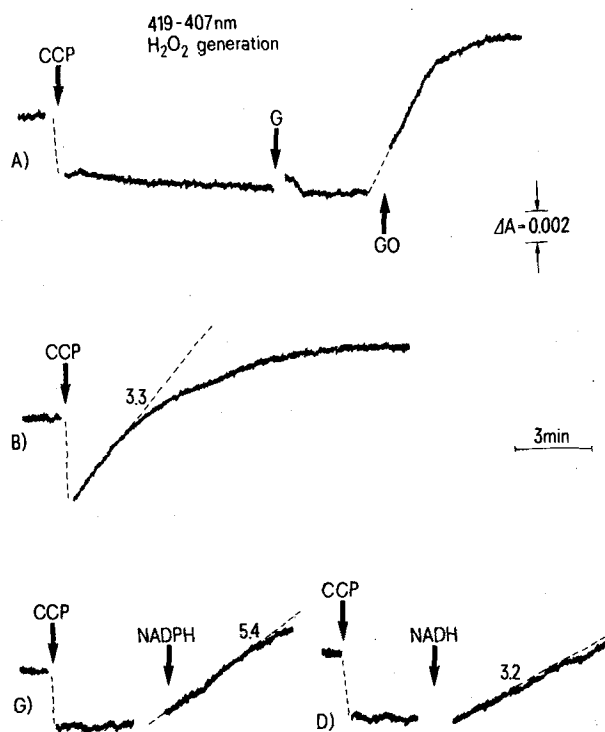 419-407nm
H₂O₂ generation
CCP
G
A)
GO
ΔA=0.002
CCP
3.3
B)
3min
CCP
NADPH
5.4
G)
CCP
NADH
3.2
D)